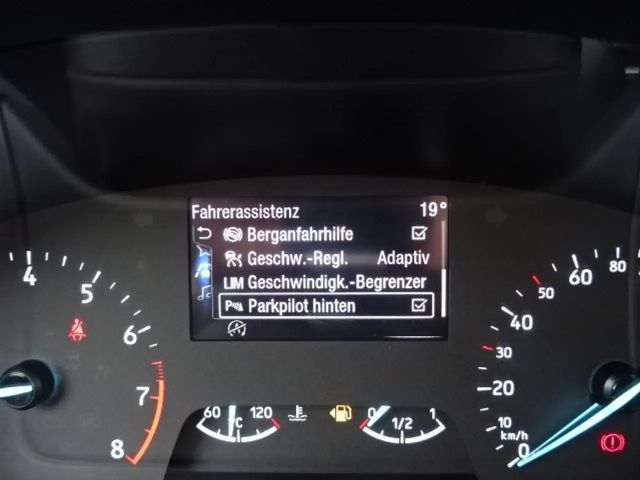 Fahrerassistenz 19°
Berganfahrhilfe
Geschw.-Regl. Adaptiv
LIM Geschwindigk.-Begrenzer
P Parkpilot hinten
4 5 6 7 8
60 120
°C
0 1/2 1
0 10 20 30 40 50 60 80
km/h